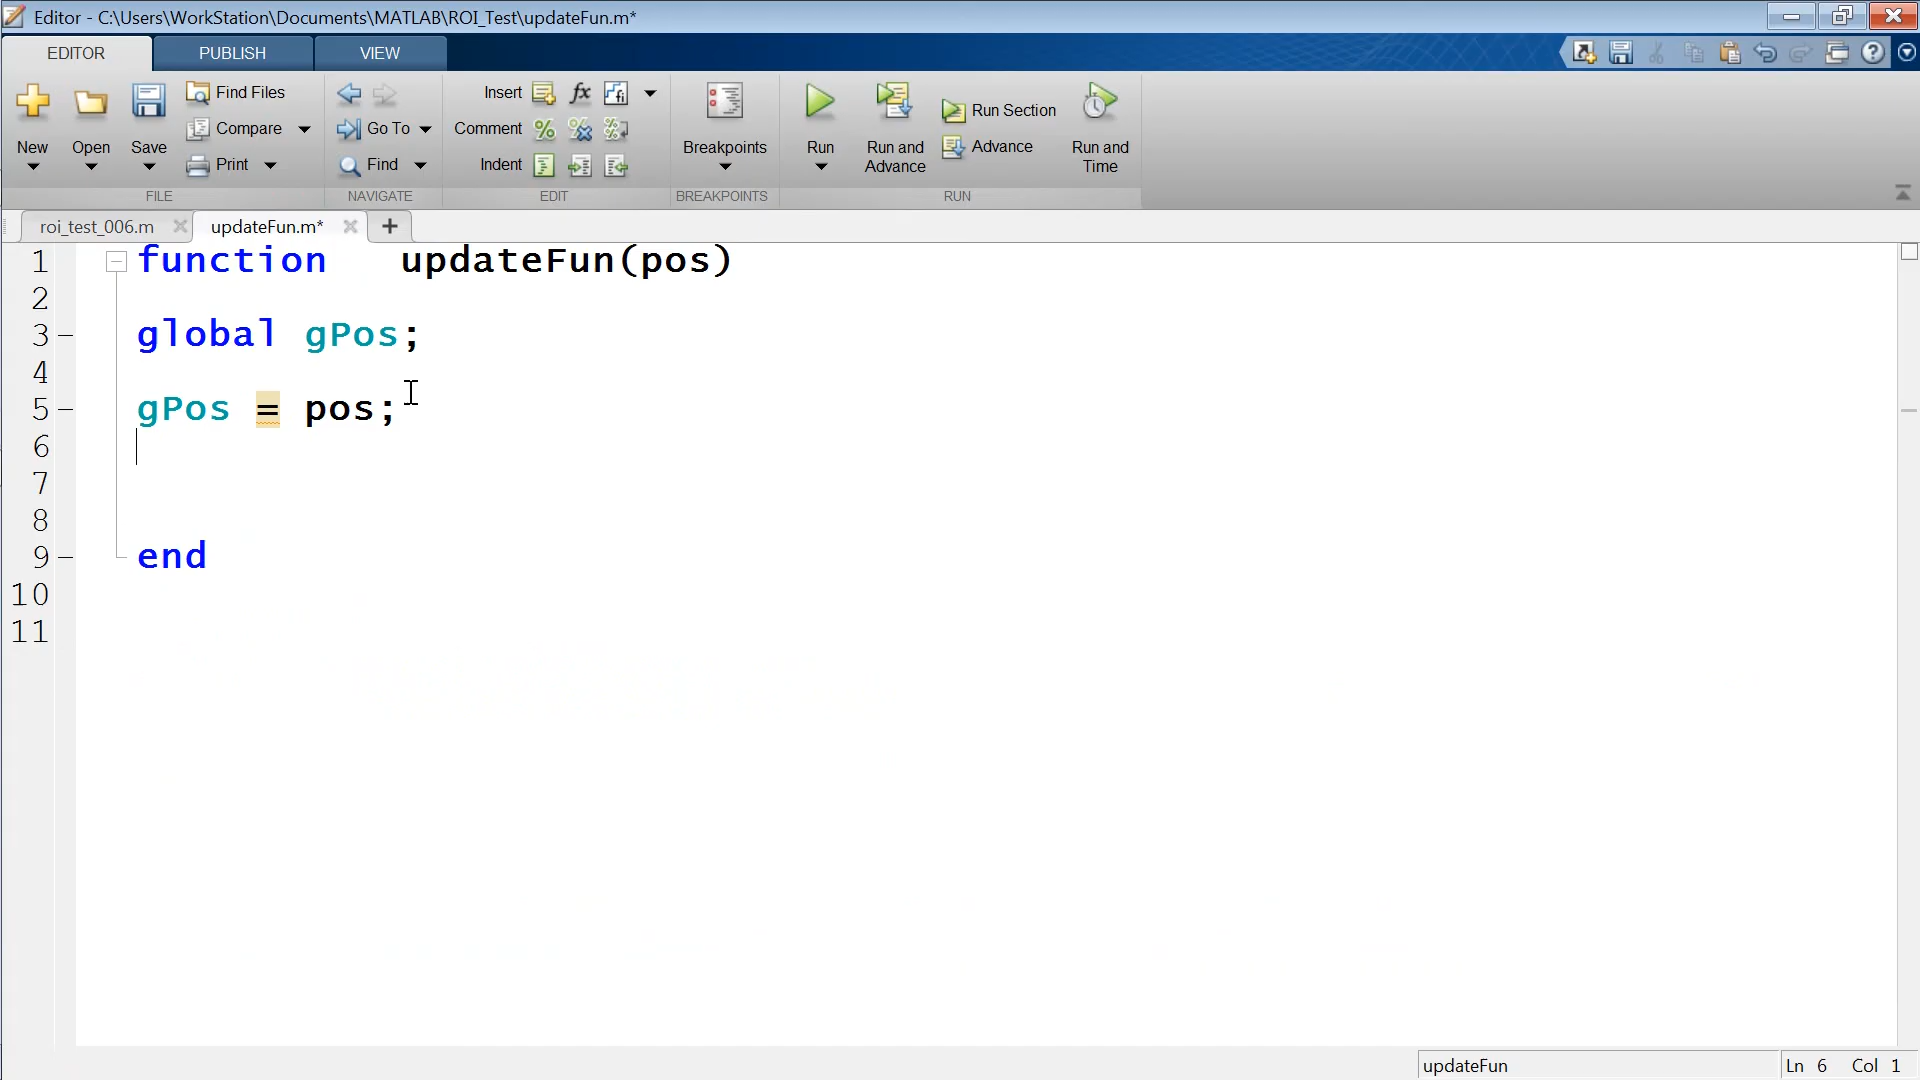 Editor - C:\Users\WorkStation\Documents\MATLAB\ROI_Test\updateFun.m*
EDITOR PUBLISH VIEW
New Open Save Find Files Compare Print
Go To Find
Insert fx Comment Indent
Breakpoints
Run Run and Advance Run Section Advance Run and Time
FILE NAVIGATE EDIT BREAKPOINTS RUN
roi_test_006.m updateFun.m*
1 function updateFun(pos)
2
3 global gPos;
4
5 gPos = pos;
6
7
8
9 end
10
11
updateFun Ln 6 Col 1